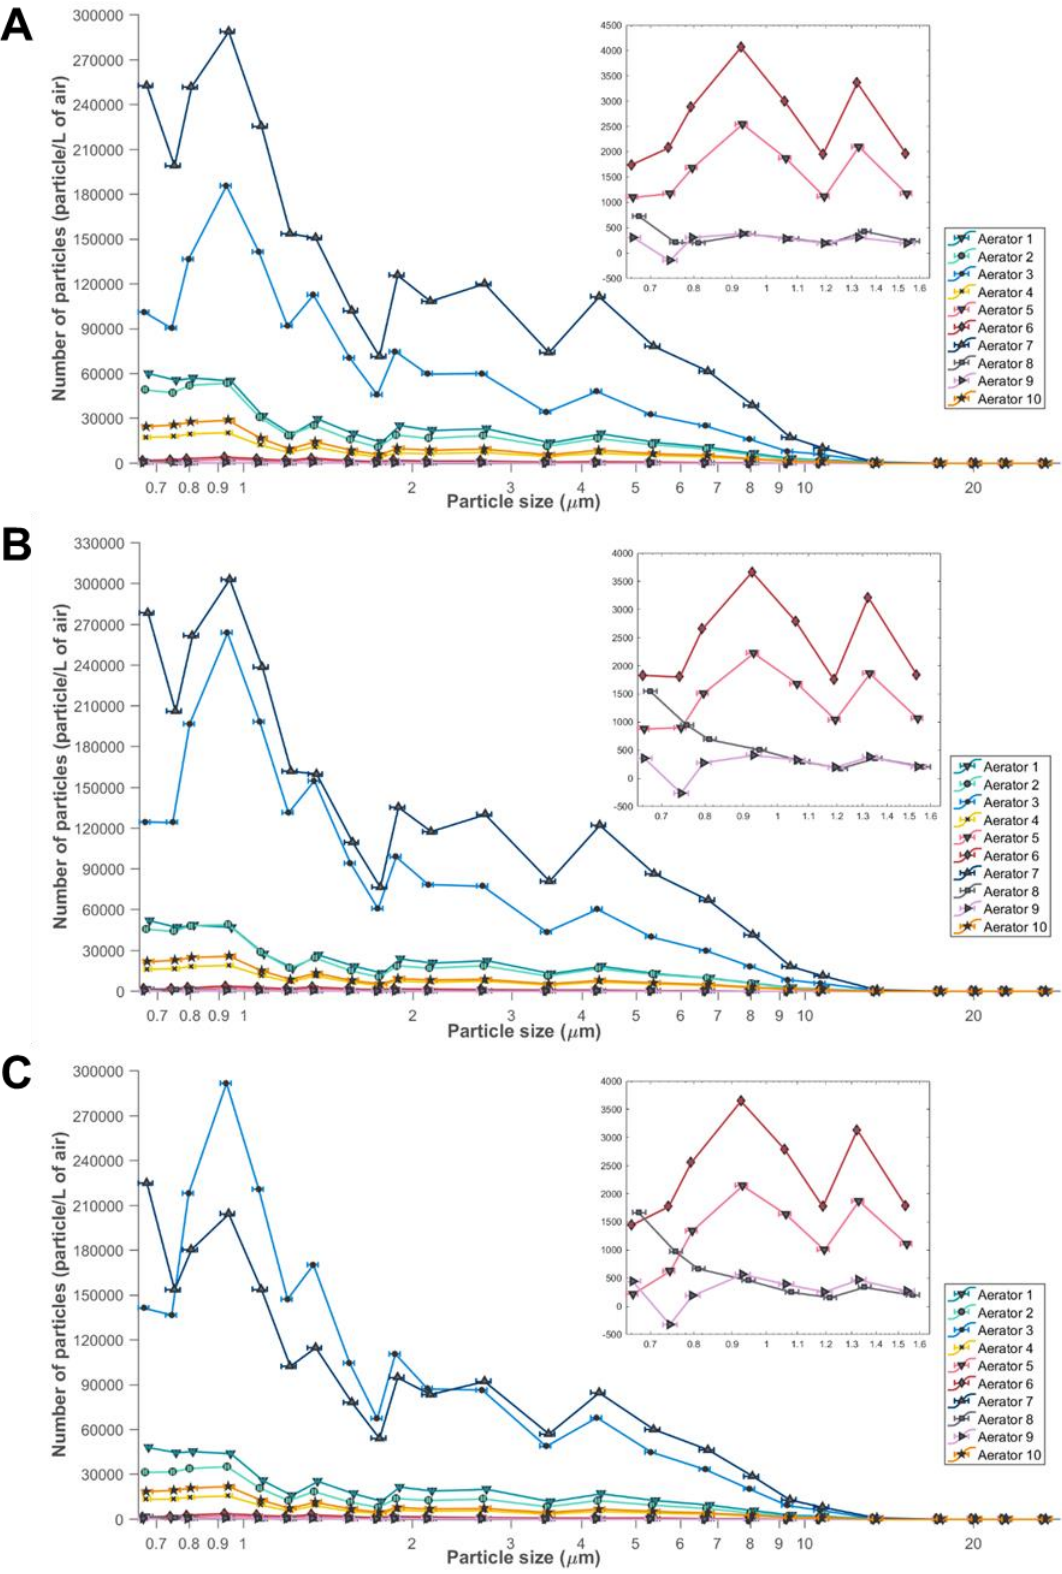 A
Number of particles (particle/L of air)
300000
270000
240000
210000
180000
150000
120000
90000
60000
30000
0
0.7 0.8 0.9 1 2 3 4 5 6 7 8 9 10 20
Particle size (μm)
4500
4000
3500
3000
2500
2000
1500
1000
500
0
-500
0.7 0.8 0.9 1 1.1 1.2 1.3 1.4 1.5 1.6
Aerator 1
Aerator 2
Aerator 3
Aerator 4
Aerator 5
Aerator 6
Aerator 7
Aerator 8
Aerator 9
Aerator 10
B
Number of particles (particle/L of air)
330000
300000
270000
240000
210000
180000
150000
120000
90000
60000
30000
0
0.7 0.8 0.9 1 2 3 4 5 6 7 8 9 10 20
Particle size (μm)
4000
3500
3000
2500
2000
1500
1000
500
0
-500
0.7 0.8 0.9 1 1.1 1.2 1.3 1.4 1.5 1.6
Aerator 1
Aerator 2
Aerator 3
Aerator 4
Aerator 5
Aerator 6
Aerator 7
Aerator 8
Aerator 9
Aerator 10
C
Number of particles (particle/L of air)
300000
270000
240000
210000
180000
150000
120000
90000
60000
30000
0
0.7 0.8 0.9 1 2 3 4 5 6 7 8 9 10 20
Particle size (μm)
4000
3500
3000
2500
2000
1500
1000
500
0
-500
0.7 0.8 0.9 1 1.1 1.2 1.3 1.4 1.5 1.6
Aerator 1
Aerator 2
Aerator 3
Aerator 4
Aerator 5
Aerator 6
Aerator 7
Aerator 8
Aerator 9
Aerator 10